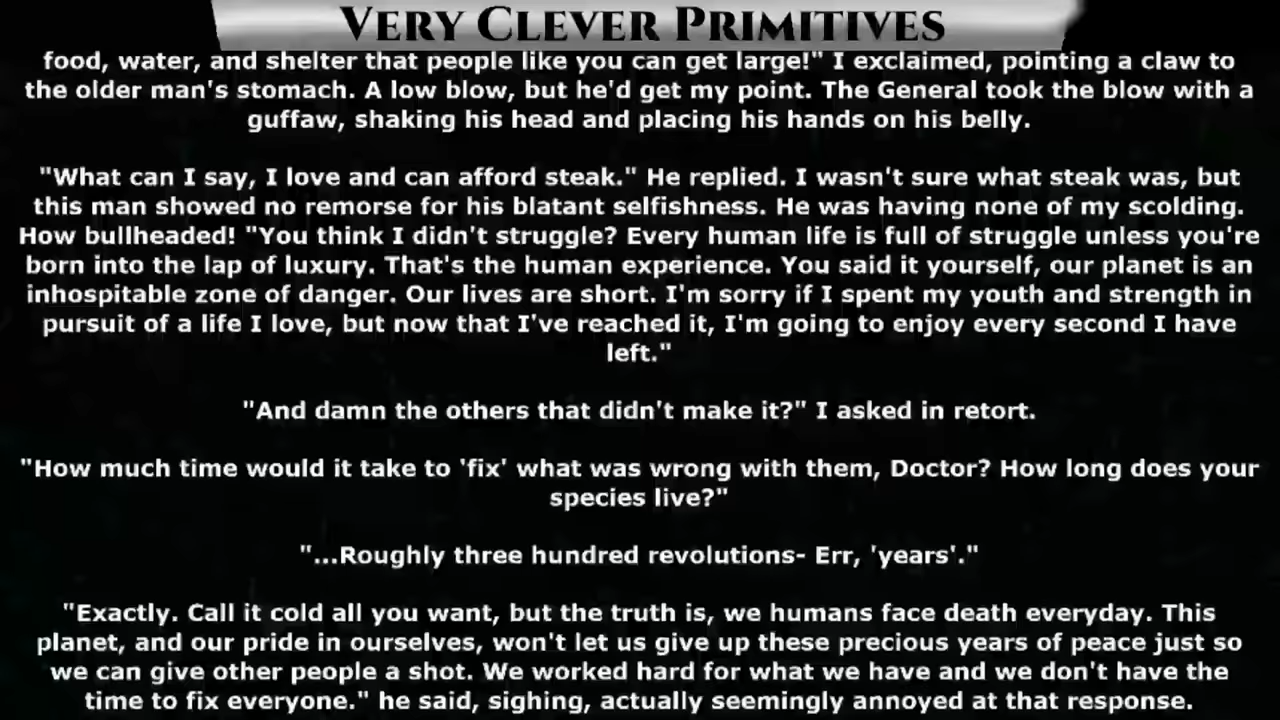 VERY CLEVER PRIMITIVES
food, water, and shelter that people like you can get large!" I exclaimed, pointing a claw to
the older man's stomach. A low blow, but he'd get my point. The General took the blow with a
guffaw, shaking his head and placing his hands on his belly.
"What can I say, I love and can afford steak." He replied. I wasn't sure what steak was, but
this man showed no remorse for his blatant selfishness. He was having none of my scolding.
How bullheaded! "You think I didn't struggle? Every human life is full of struggle unless you're
born into the lap of luxury. That's the human experience. You said it yourself, our planet is an
inhospitable zone of danger. Our lives are short. I'm sorry if I spent my youth and strength in
pursuit of a life I love, but now that I've reached it, I'm going to enjoy every second I have
left."
"And damn the others that didn't make it?" I asked in retort.
"How much time would it take to 'fix' what was wrong with them, Doctor? How long does your
species live?"
"...Roughly three hundred revolutions- Err, 'years'."
"Exactly. Call it cold all you want, but the truth is, we humans face death everyday. This
planet, and our pride in ourselves, won't let us give up these precious years of peace just so
we can give other people a shot. We worked hard for what we have and we don't have the
time to fix everyone." he said, sighing, actually seemingly annoyed at that response.